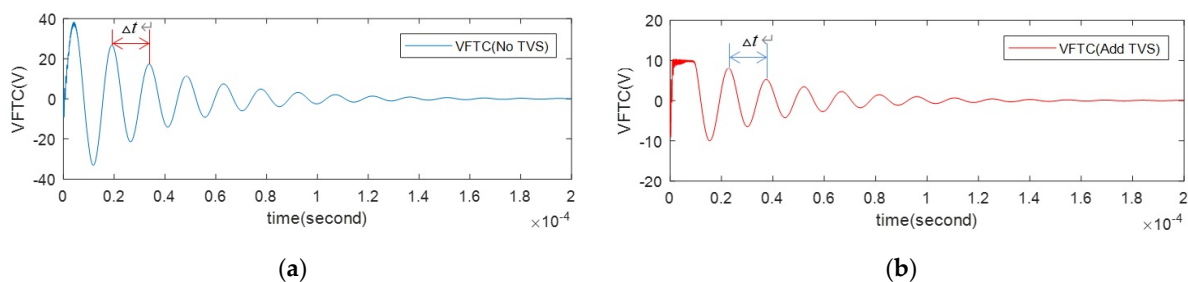 40
20
0
-20
-40
VFTC(V)
△t ↵
VFTC(No TVS)
0 0.2 0.4 0.6 0.8 1 1.2 1.4 1.6 1.8 2
time(second)
×10⁻⁴
(a)
20
10
0
-10
-20
VFTC(V)
△t ↵
VFTC(Add TVS)
0 0.2 0.4 0.6 0.8 1 1.2 1.4 1.6 1.8 2
time(second)
×10⁻⁴
(b)